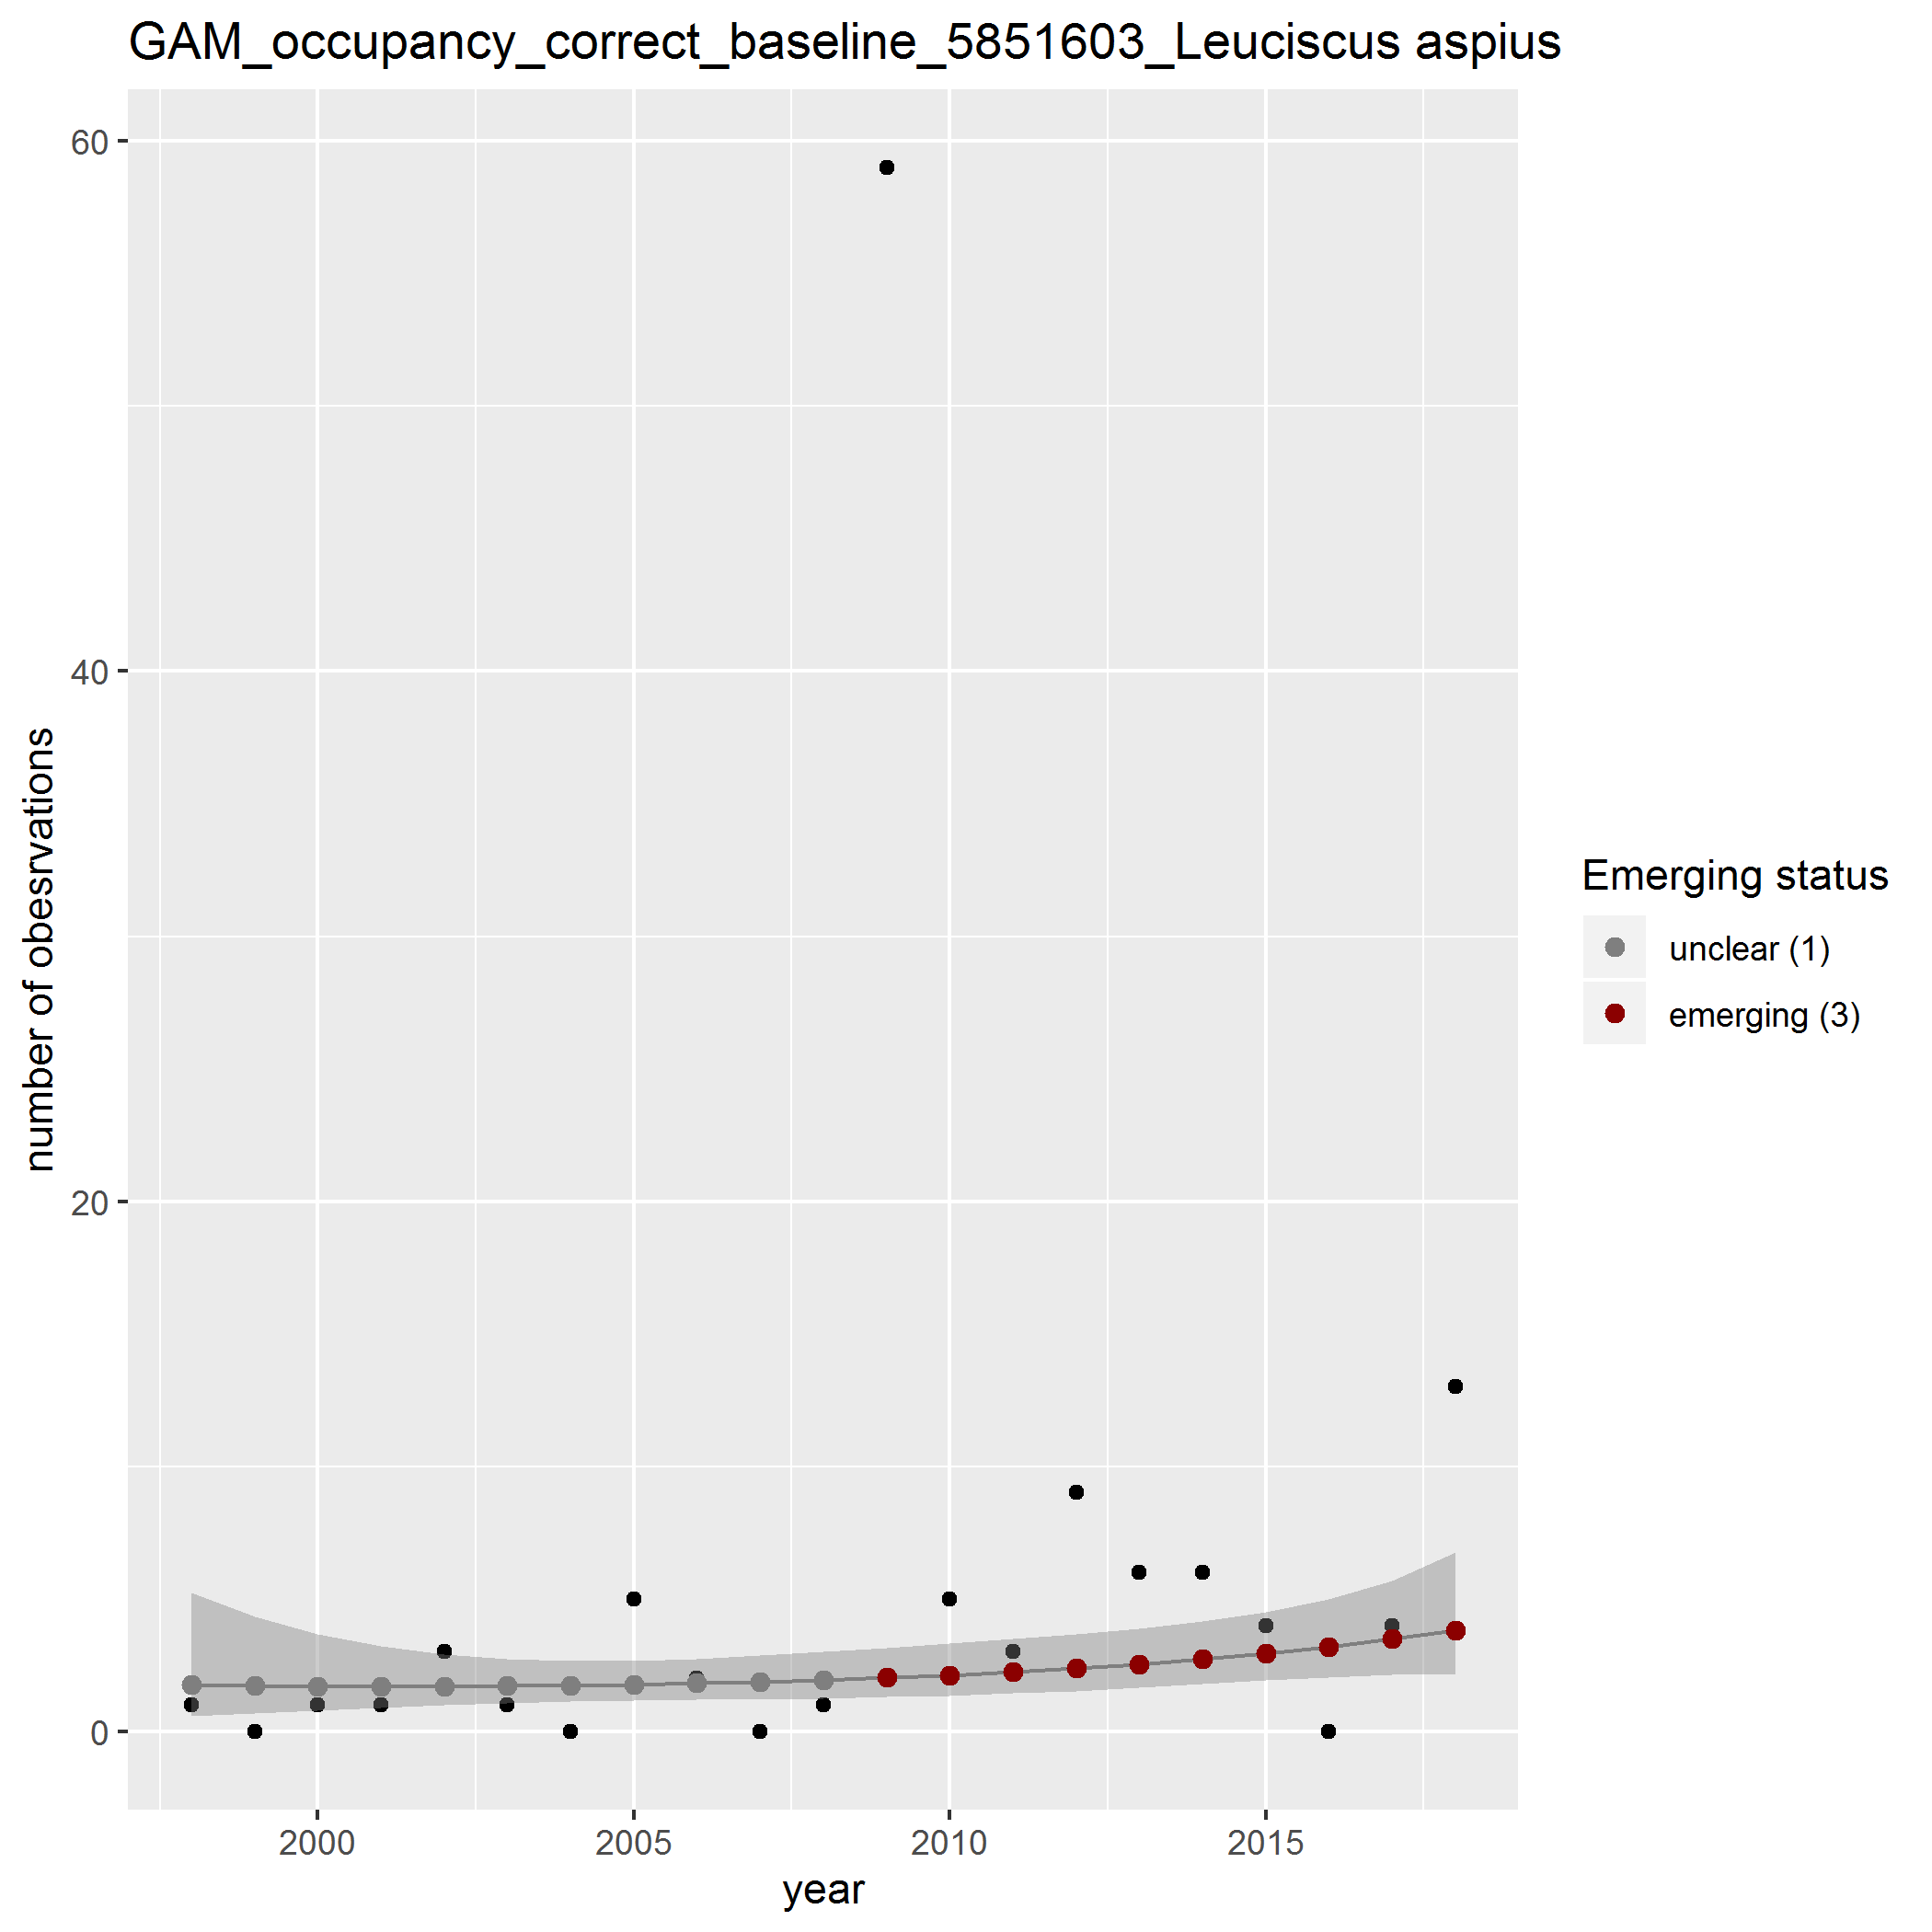 GAM_occupancy_correct_baseline_5851603_Leuciscus aspius
60
40
20
0
number of obesrvations
2000
2005
2010
2015
year
Emerging status
unclear (1)
emerging (3)